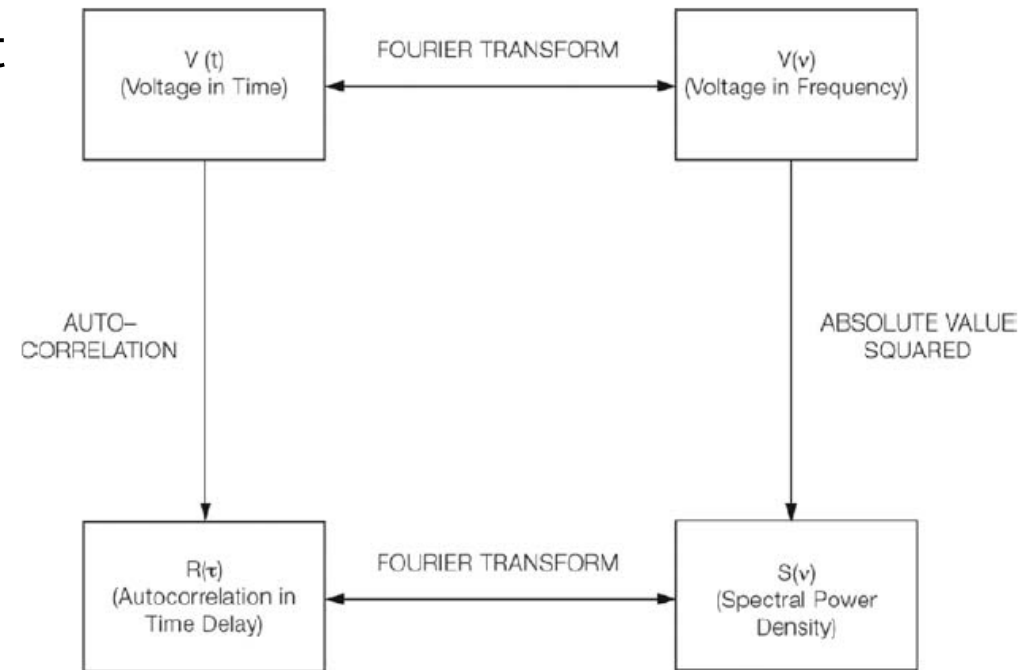 t
V (t)
(Voltage in Time)
FOURIER TRANSFORM
V(ν)
(Voltage in Frequency)
AUTO–
CORRELATION
ABSOLUTE VALUE
SQUARED
R(τ)
(Autocorrelation in
Time Delay)
FOURIER TRANSFORM
S(ν)
(Spectral Power
Density)